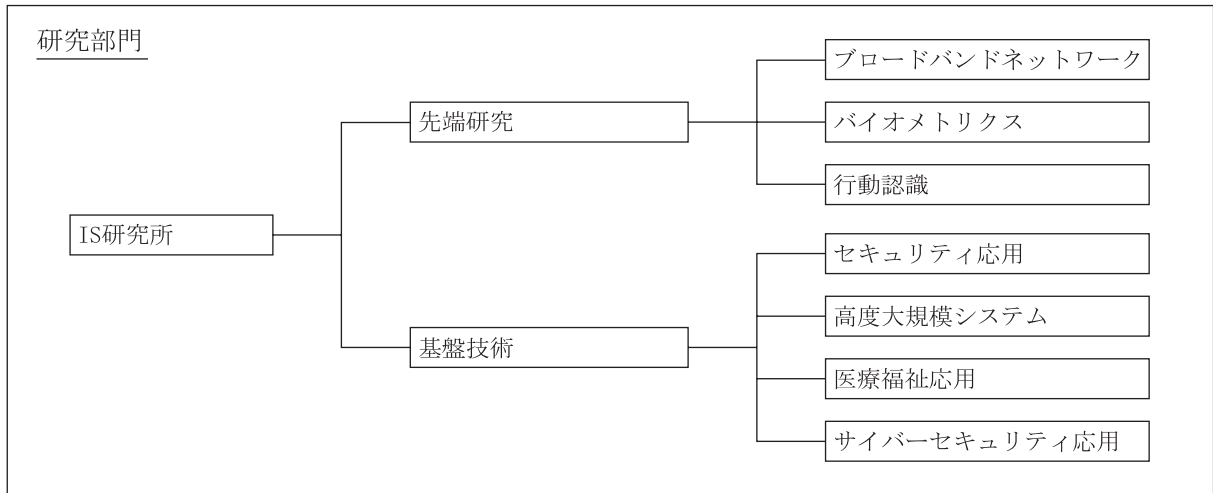 研究部門
IS研究所
先端研究
ブロードバンドネットワーク
バイオメトリクス
行動認識
基盤技術
セキュリティ応用
高度大規模システム
医療福祉応用
サイバーセキュリティ応用